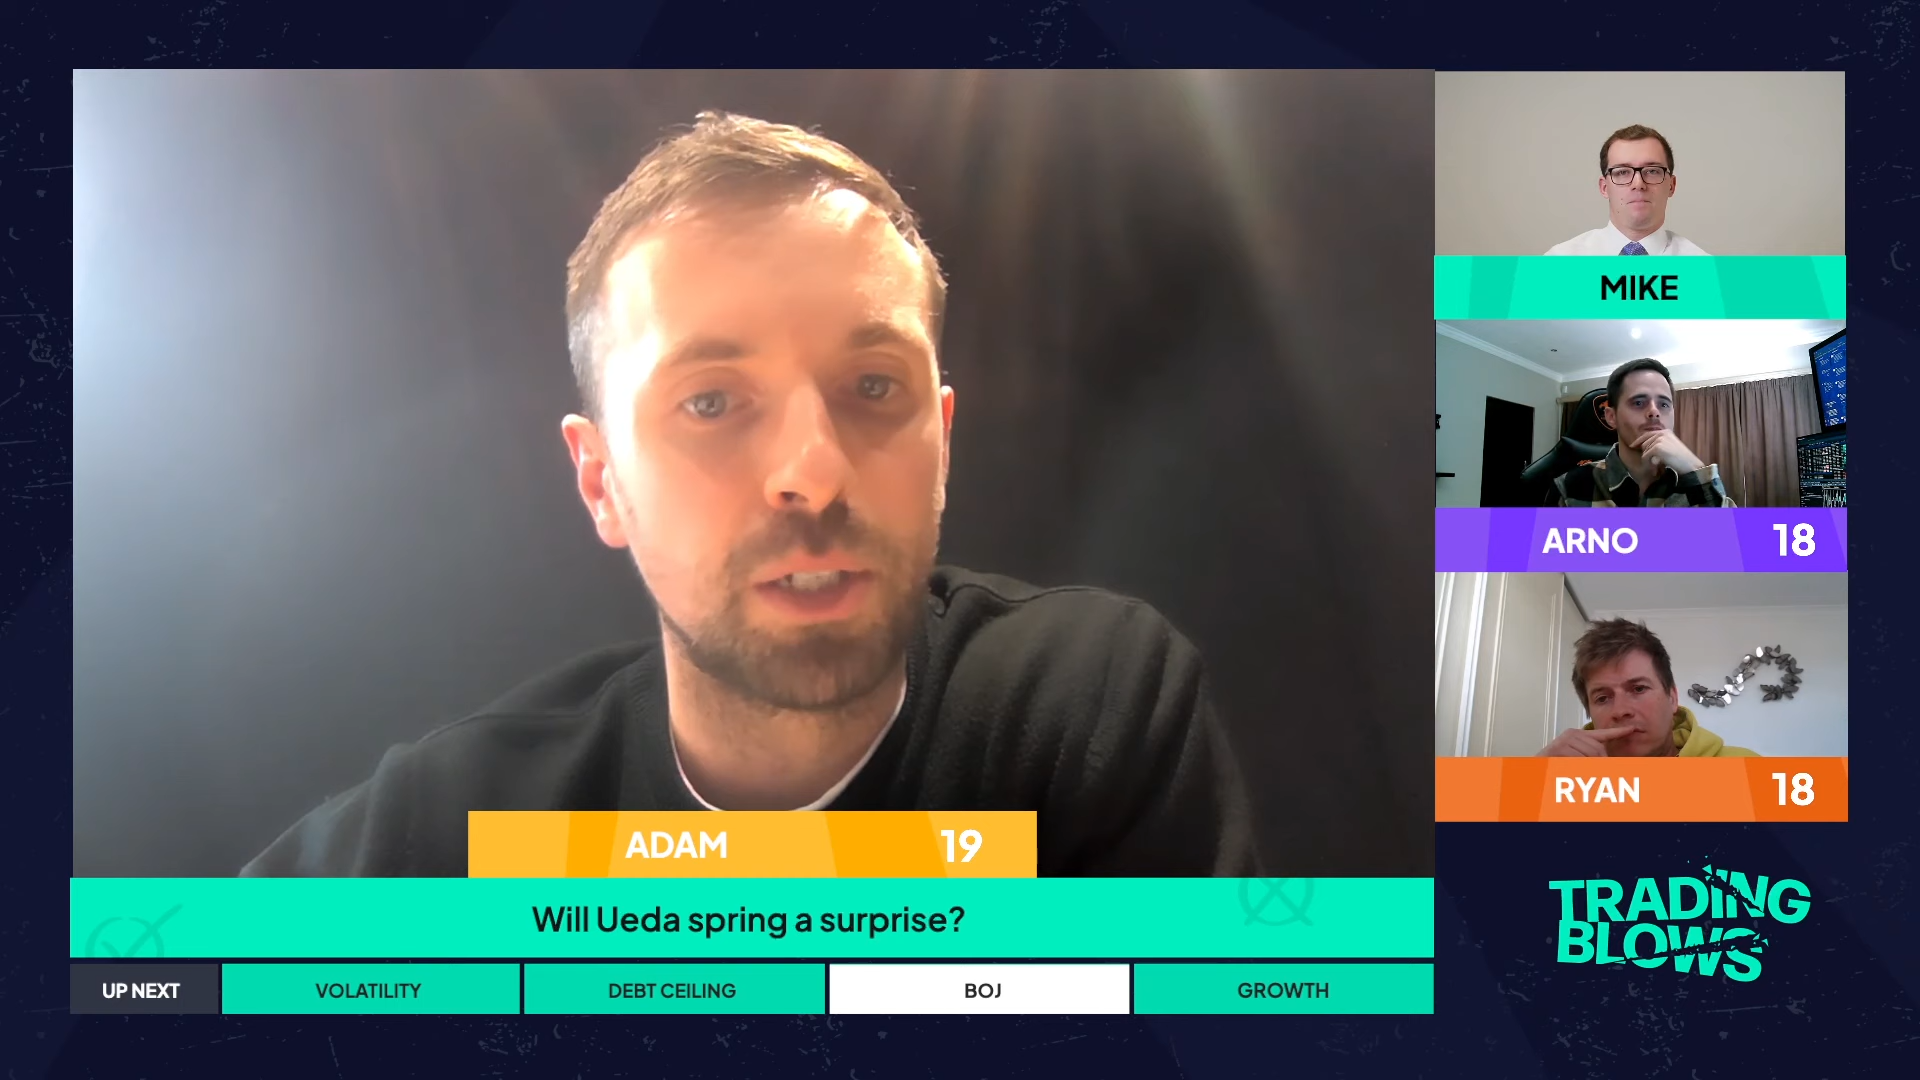 MIKE
ARNO 18
RYAN 18
ADAM 19
Will Ueda spring a surprise?
UP NEXT VOLATILITY DEBT CEILING BOJ GROWTH
TRADING
BLOWS